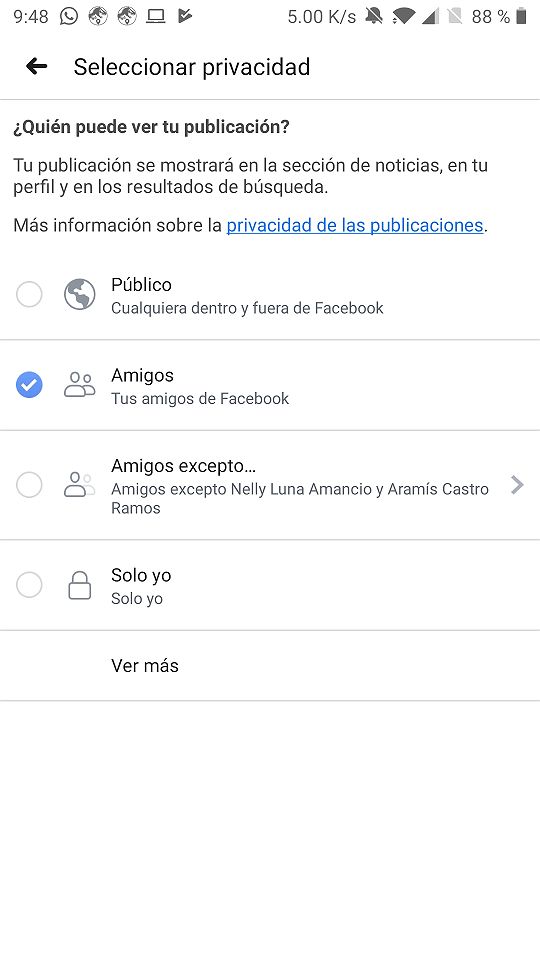 9:48 5.00 K/s 88 %
Seleccionar privacidad
¿Quién puede ver tu publicación?
Tu publicación se mostrará en la sección de noticias, en tu
perfil y en los resultados de búsqueda.
Más información sobre la privacidad de las publicaciones.
Público
Cualquiera dentro y fuera de Facebook
Amigos
Tus amigos de Facebook
Amigos excepto...
Amigos excepto Nelly Luna Amancio y Aramís Castro
Ramos
Solo yo
Solo yo
Ver más